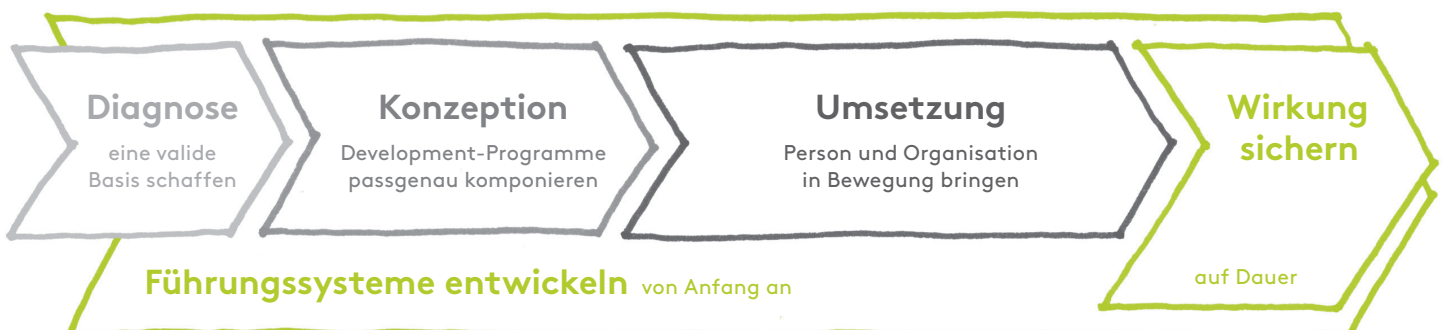 Diagnose
eine valide
Basis schaffen
Konzeption
Development-Programme
passgenau komponieren
Umsetzung
Person und Organisation
in Bewegung bringen
Wirkung
sichern
Führungssysteme entwickeln von Anfang an
auf Dauer